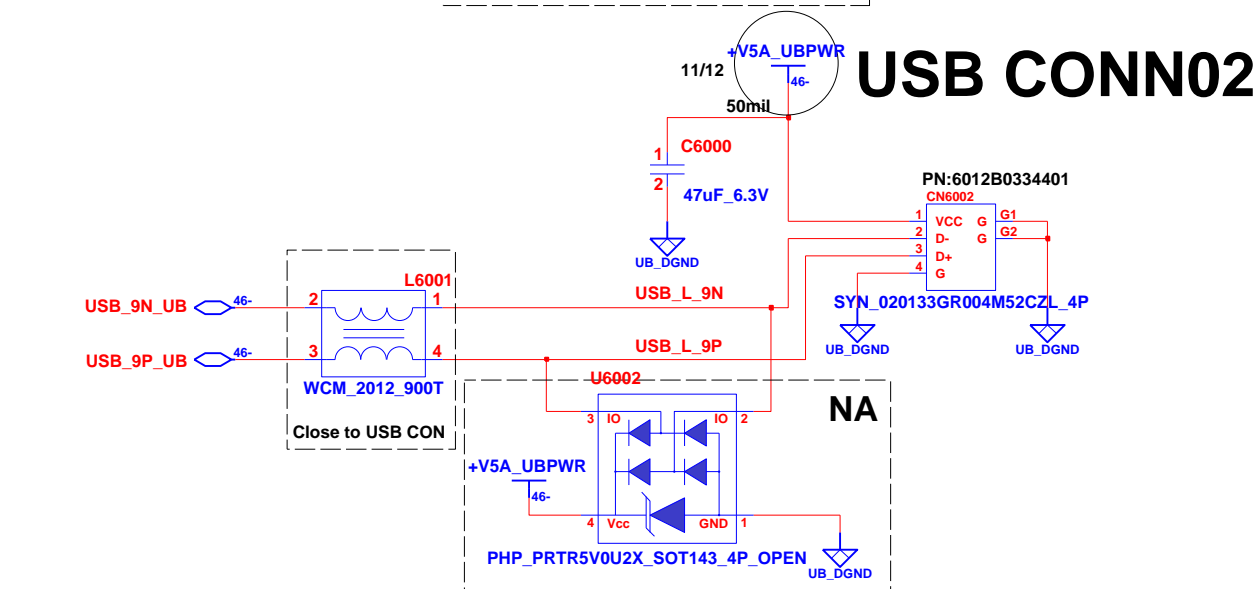 +V5A_UBPWR
USB CONN02
11/12
46-
50mil
1
C6000
2
47uF_6.3V
UB_DGND
PN:6012B0334401
CN6002
1 VCC G G1
2 D- G G2
3 D+
4 G
SYN_020133GR004M52CZL_4P
UB_DGND
UB_DGND
L6001
USB_9N_UB 46- 2 1 USB_L_9N
USB_9P_UB 46- 3 4 USB_L_9P
WCM_2012_900T
Close to USB CON
U6002
NA
3 IO IO 2
+V5A_UBPWR
46-
4 Vcc GND 1
PHP_PRTR5V0U2X_SOT143_4P_OPEN
UB_DGND